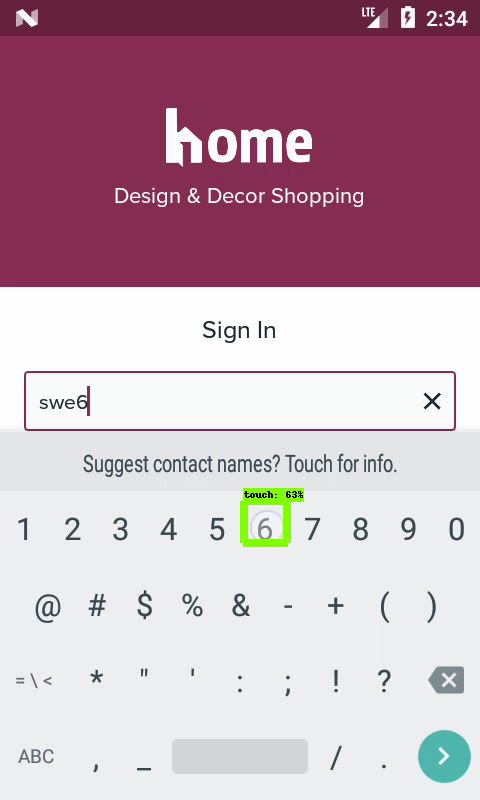 LTE 2:34
home
Design & Decor Shopping
Sign In
swe6
Suggest contact names? Touch for info.
touch: 63%
1 2 3 4 5 6 7 8 9 0
@ # $ % & - + ( )
= \ < * " ' : ; ! ?
ABC , _ / .